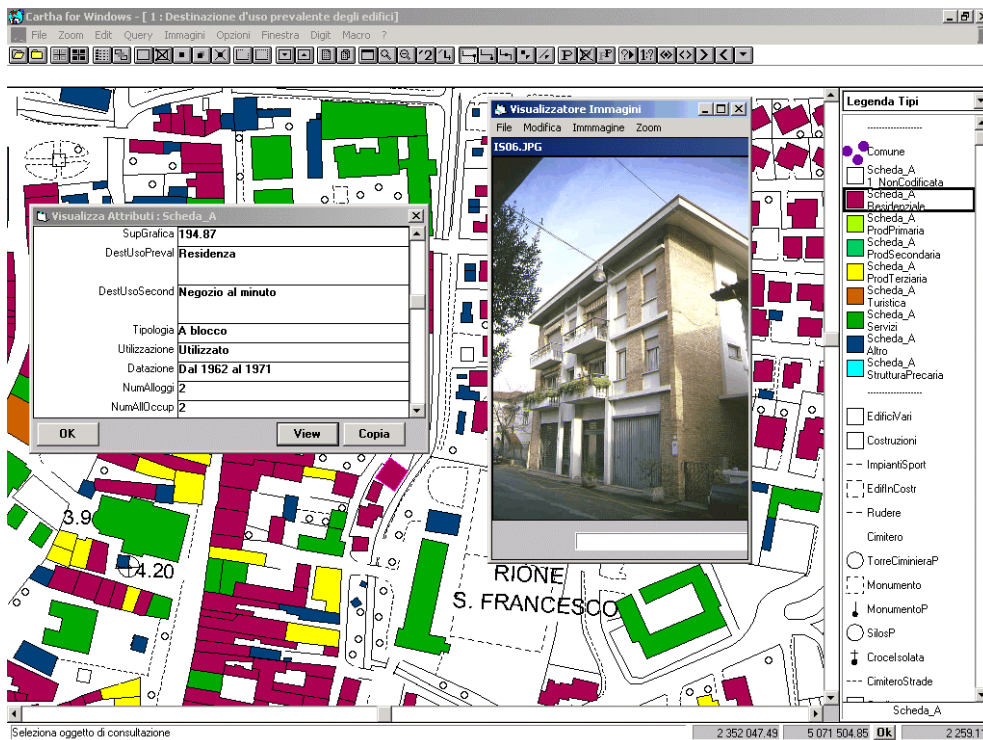 Cartha for Windows - [ 1 : Destinazione d'uso prevalente degli edifici]
File Zoom Edit Query Immagini Opzioni Finestra Digit Macro ?
Visualizzatore Immagini
File Modifica Immmagine Zoom
IS06.JPG
Visualizza Attributi : Scheda_A
SupGrafica 194.87
DestUsoPreval Residenza
DestUsoSecond Negozio al minuto
Tipologia A blocco
Utilizzazione Utilizzato
Datazione Dal 1962 al 1971
NumAlloggi 2
NumAllOccup 2
OK View Copia
3.9
4.20
RIONE
S. FRANCESCO
Legenda Tipi
Comune
Scheda_A
1_NonCodificata
Scheda_A
Residenziale
Scheda_A
ProdPrimaria
Scheda_A
ProdSecondaria
Scheda_A
ProdTerziaria
Scheda_A
Turistica
Scheda_A
Servizi
Scheda_A
Altro
Scheda_A
StrutturaPrecaria
EdificiVari
Costruzioni
ImpiantiSport
EdifInCostr
Rudere
Cimitero
TorreCiminieraP
Monumento
MonumentoP
SilosP
CroceIsolata
CimiteroStrade
Scheda_A
Seleziona oggetto di consultazione
2 352 047.49 5 071 504.85 Ok 2 259.1